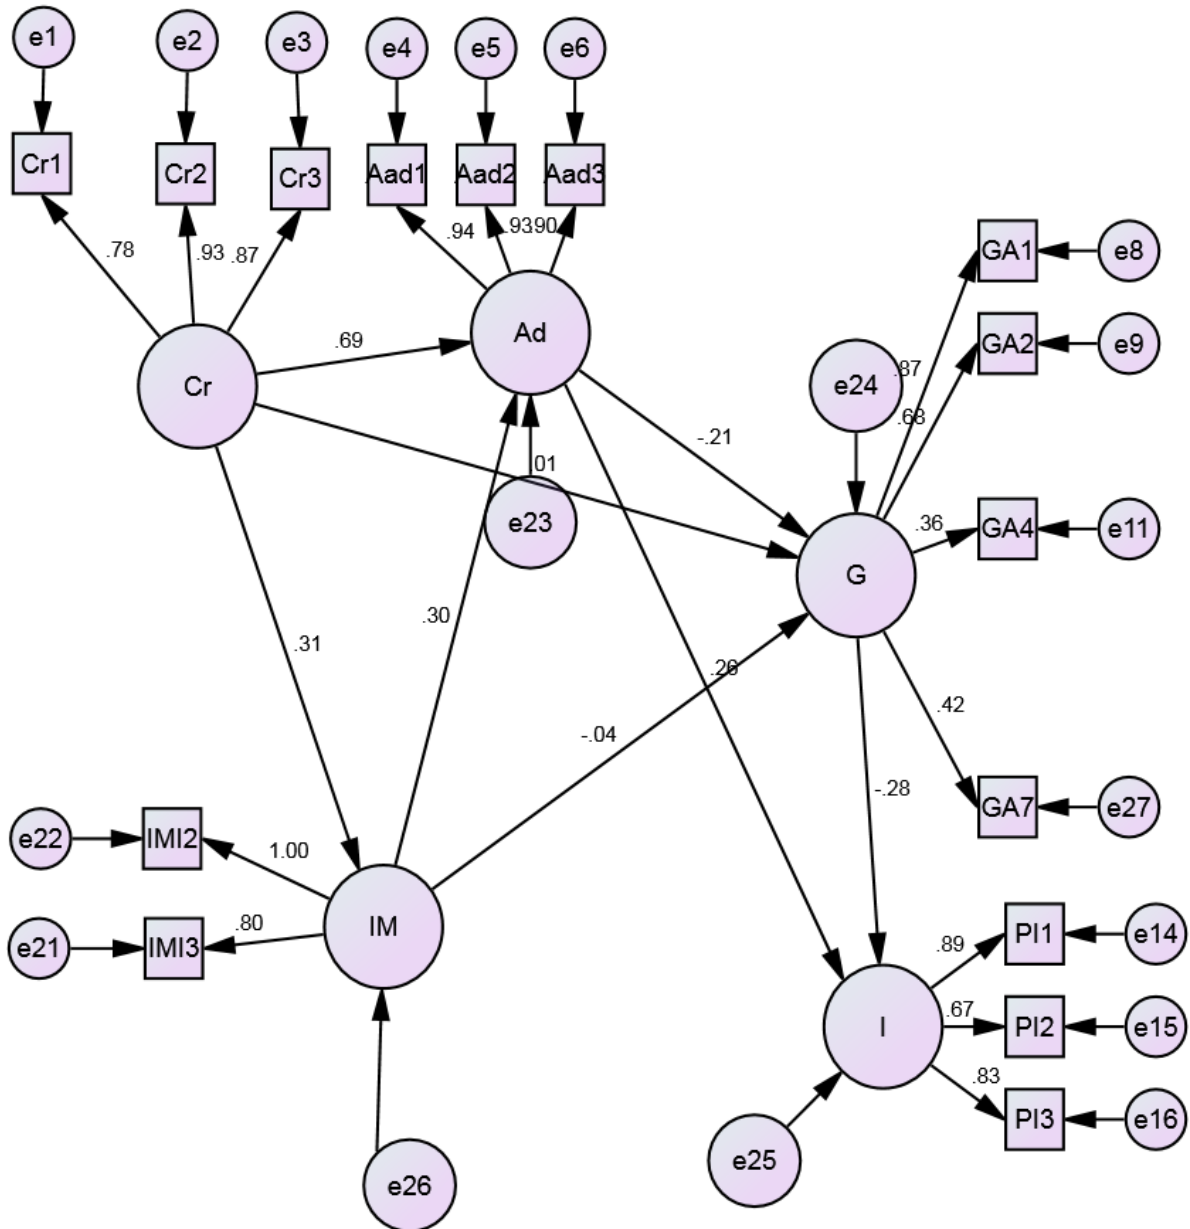 e1
e2
e3
e4
e5
e6
Cr1
Cr2
Cr3
Aad1
Aad2
Aad3
.78
.93
.87
.94
.93
.90
GA1
e8
Ad
.69
GA2
e9
Cr
e24
.87
.68
-.21
01
e23
.36
GA4
e11
G
.30
.31
.26
.42
-.04
-.28
GA7
e27
e22
IMI2
1.00
.80
IM
e21
IMI3
PI1
e14
.89
.67
I
PI2
e15
.83
PI3
e16
e25
e26